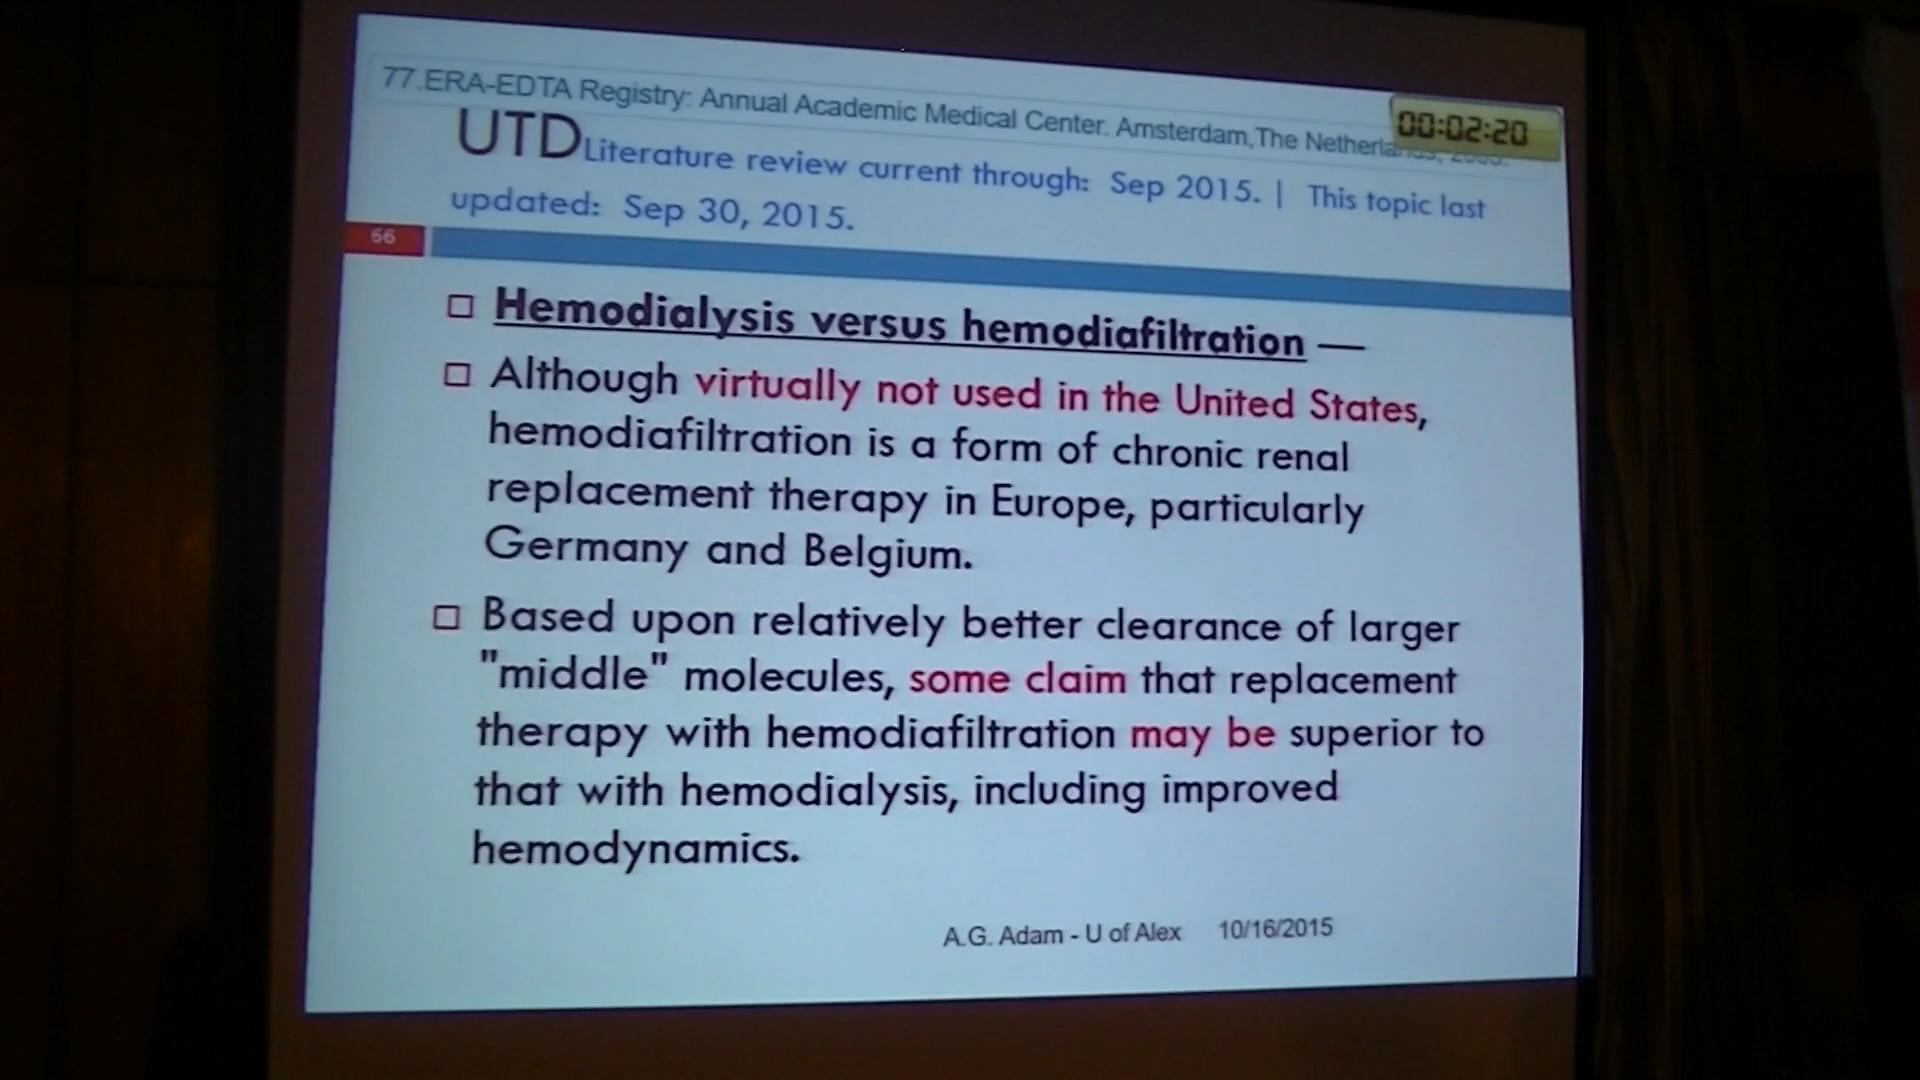 77.ERA-EDTA Registry: Annual Academic Medical Center. Amsterdam,The
00:02:20
UTD Literature review current through: Sep 2015. | This topic last
updated: Sep 30, 2015.
66
Hemodialysis versus hemodiafiltration —
Although virtually not used in the United States,
hemodiafiltration is a form of chronic renal
replacement therapy in Europe, particularly
Germany and Belgium.
Based upon relatively better clearance of larger
"middle" molecules, some claim that replacement
therapy with hemodiafiltration may be superior to
that with hemodialysis, including improved
hemodynamics.
A.G. Adam - U of Alex 10/16/2015